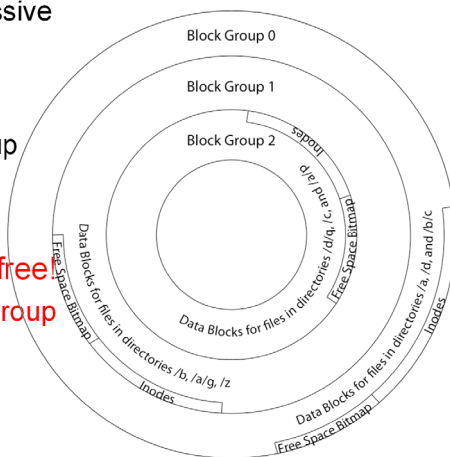 ssive
up
free!
roup
Block Group 0
Block Group 1
Block Group 2
Inodes
Free Space Bitmap
Data Blocks for files in directories /d/q, /c, and /a/p
Data Blocks for files in directories /b, /a/g, /z
Free Space Bitmap
Inodes
Data Blocks for files in directories /a, /d, and /b/c
Free Space Bitmap
Inodes